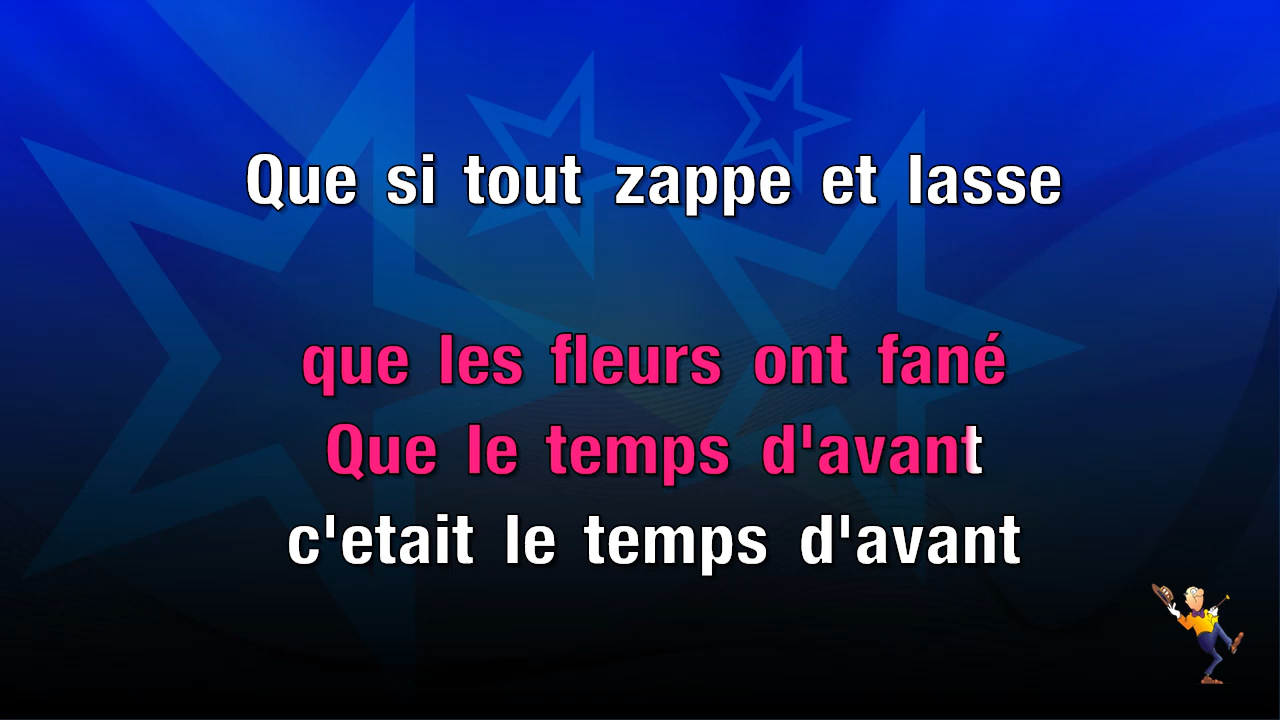 Que si tout zappe et lasse
que les fleurs ont fané
Que le temps d'avant
c'etait le temps d'avant